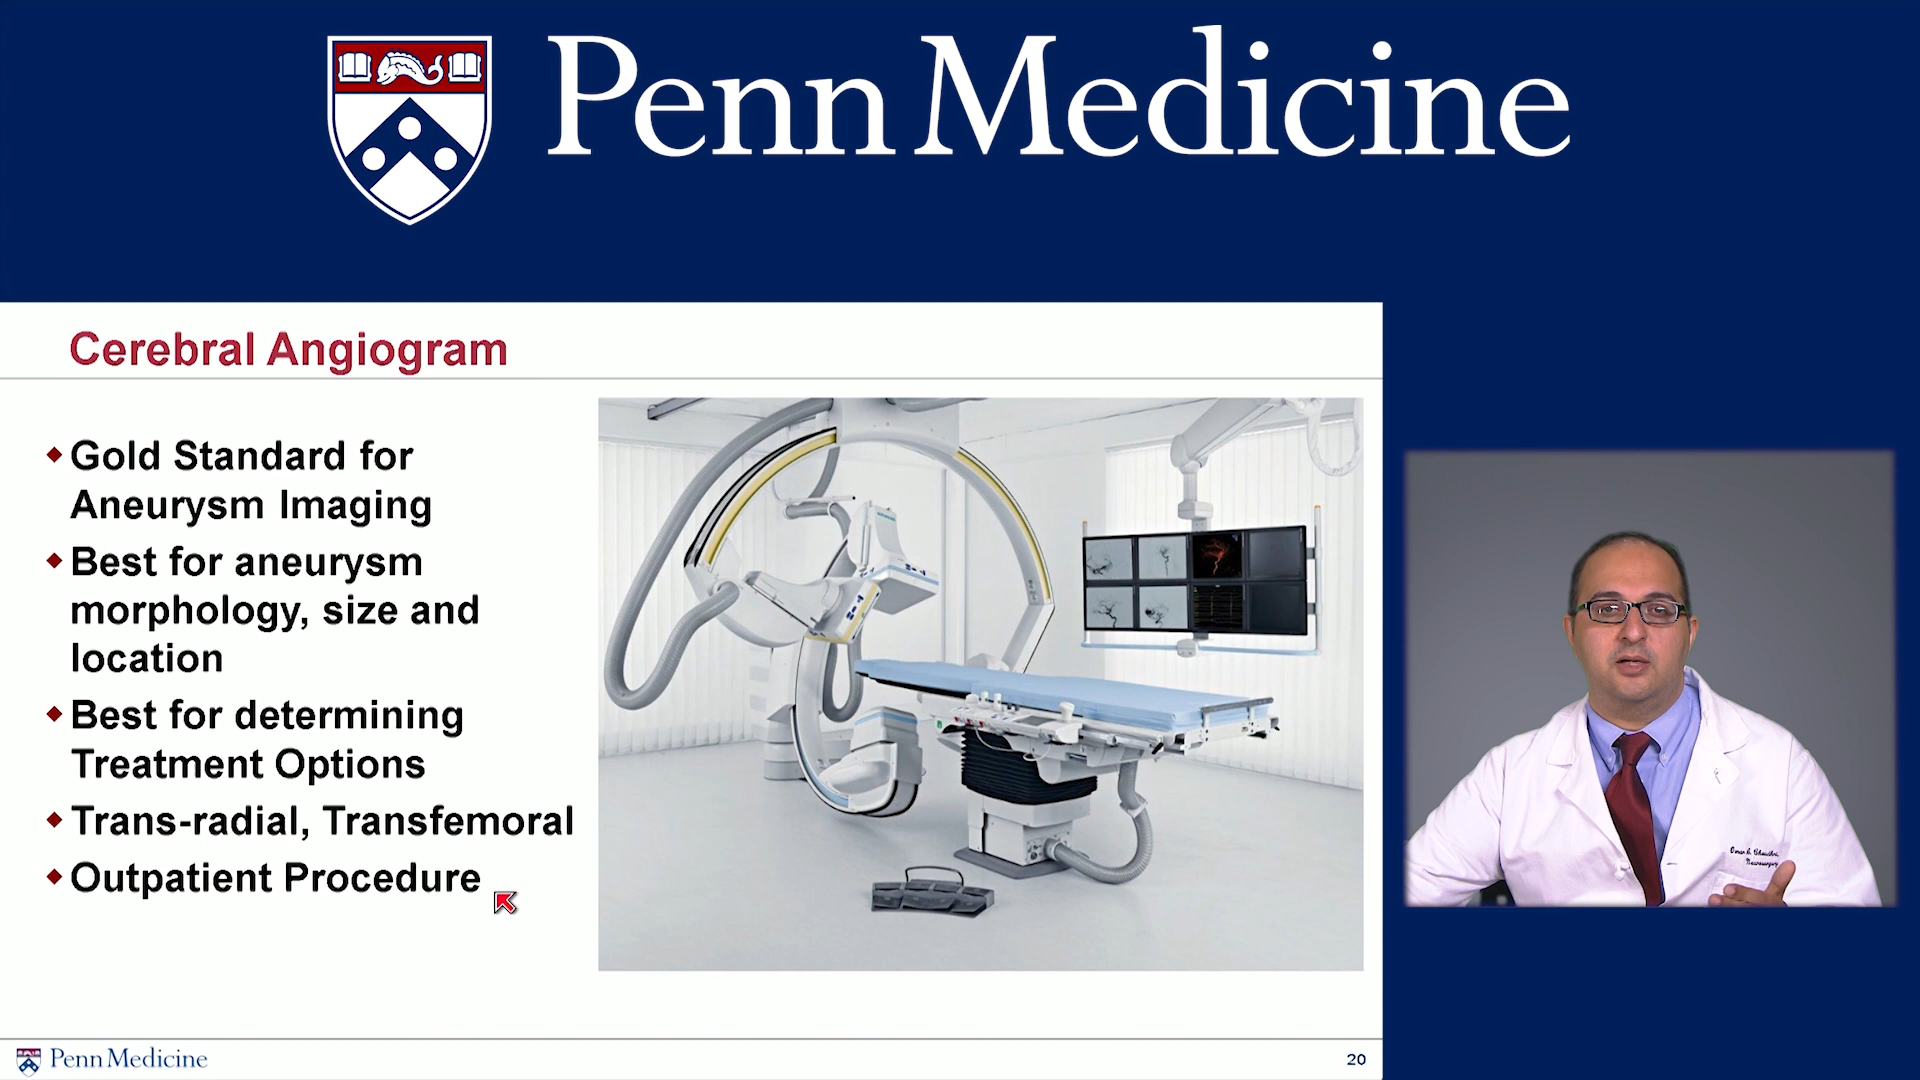 Penn Medicine
Cerebral Angiogram
Gold Standard for
Aneurysm Imaging
Best for aneurysm
morphology, size and
location
Best for determining
Treatment Options
Trans-radial, Transfemoral
Outpatient Procedure
Neurosurgery
Penn Medicine
20